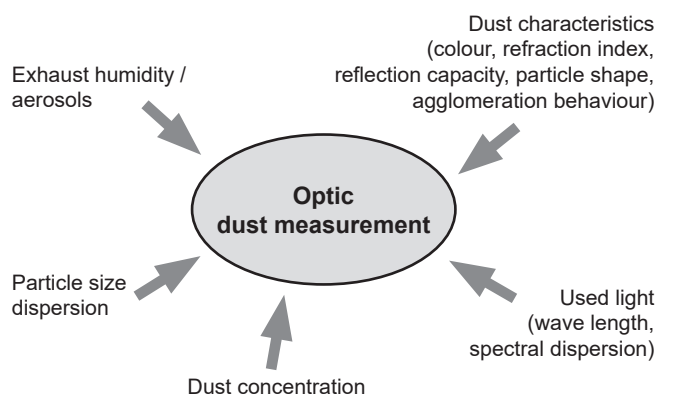 Dust characteristics
(colour, refraction index,
reflection capacity, particle shape,
agglomeration behaviour)
Exhaust humidity /
aerosols
Optic
dust measurement
Particle size
dispersion
Used light
(wave length,
spectral dispersion)
Dust concentration